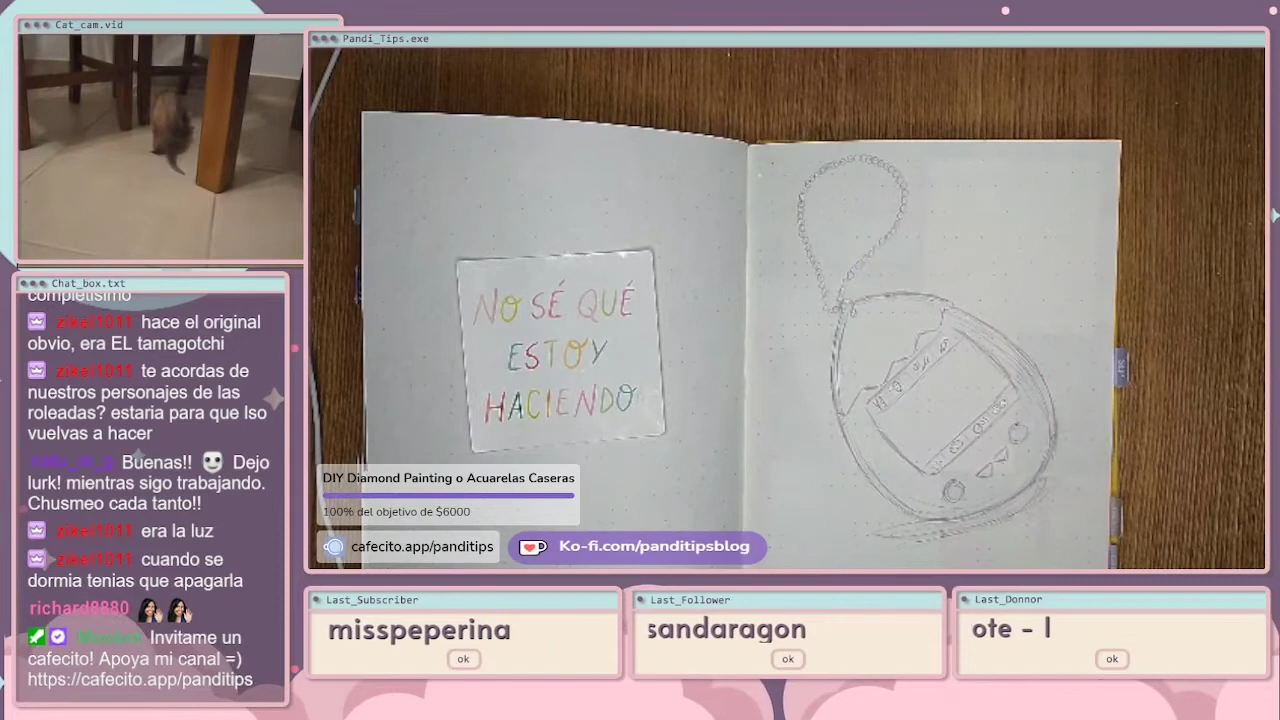 Cat_cam.vid
Pandi_Tips.exe
Chat_box.txt
completísimo
zikel1011 hace el original
obvio, era EL tamagotchi
zikel1011 te acordas de
nuestros personajes de las
roleadas? estaria para que lso
vuelvas a hacer
Buenas!! Dejo
lurk! mientras sigo trabajando.
Chusmeo cada tanto!!
zikel1011 era la luz
zikel1011 cuando se
dormia tenias que apagarla
richard8880
Invitame un
cafecito! Apoya mi canal =)
https://cafecito.app/panditips
NO SÉ QUÉ
ESTOY
HACIENDO
DIY Diamond Painting o Acuarelas Caseras
100% del objetivo de $6000
cafecito.app/panditips
Ko-fi.com/panditipsblog
Last_Subscriber
misspeperina
ok
Last_Follower
sandaragon
ok
Last_Donnor
ote - l
ok